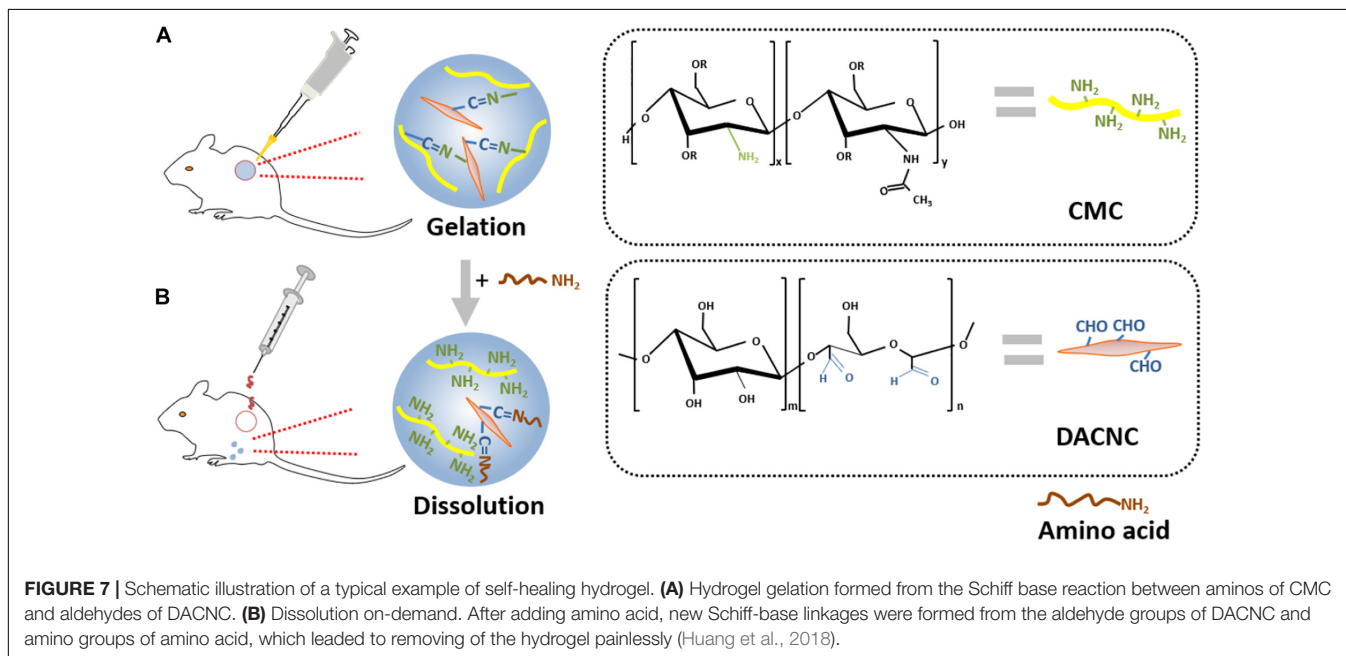 A
C=N
C=N
C=N
Gelation
+ NH2
B
NH2
NH2
NH2
NH2
C=N
C=N
NH2
NH2
NH2
NH2
Dissolution
OR
OR
H
O
O
O
O
O
OH
OR
NH2
x
OR
NH
y
O
CH3
NH2
NH2
NH2
NH2
CMC
OH
OH
O
O
O
O
O
O
OH
OH
m
H
O
H
O
n
CHO
CHO
CHO
DACNC
NH2
Amino acid
FIGURE 7 | Schematic illustration of a typical example of self-healing hydrogel. (A) Hydrogel gelation formed from the Schiff base reaction between aminos of CMC
and aldehydes of DACNC. (B) Dissolution on-demand. After adding amino acid, new Schiff-base linkages were formed from the aldehyde groups of DACNC and
amino groups of amino acid, which leadto removing of the hydrogel painlessly (Huang et al., 2018).